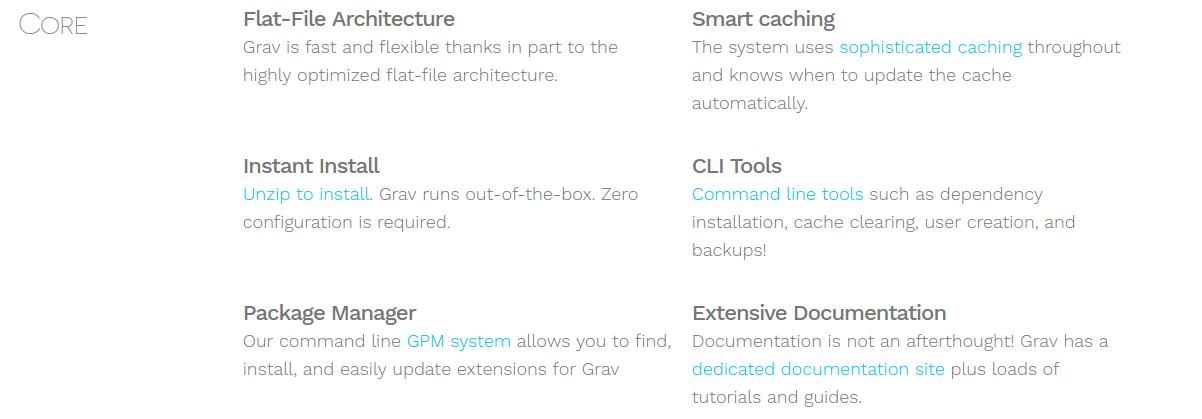 CORE
Flat-File Architecture
Grav is fast and flexible thanks in part to the
highly optimized flat-file architecture.
Smart caching
The system uses sophisticated caching throughout
and knows when to update the cache
automatically.
Instant Install
Unzip to install. Grav runs out-of-the-box. Zero
configuration is required.
CLI Tools
Command line tools such as dependency
installation, cache clearing, user creation, and
backups!
Package Manager
Our command line GPM system allows you to find,
install, and easily update extensions for Grav
Extensive Documentation
Documentation is not an afterthought! Grav has a
dedicated documentation site plus loads of
tutorials and guides.